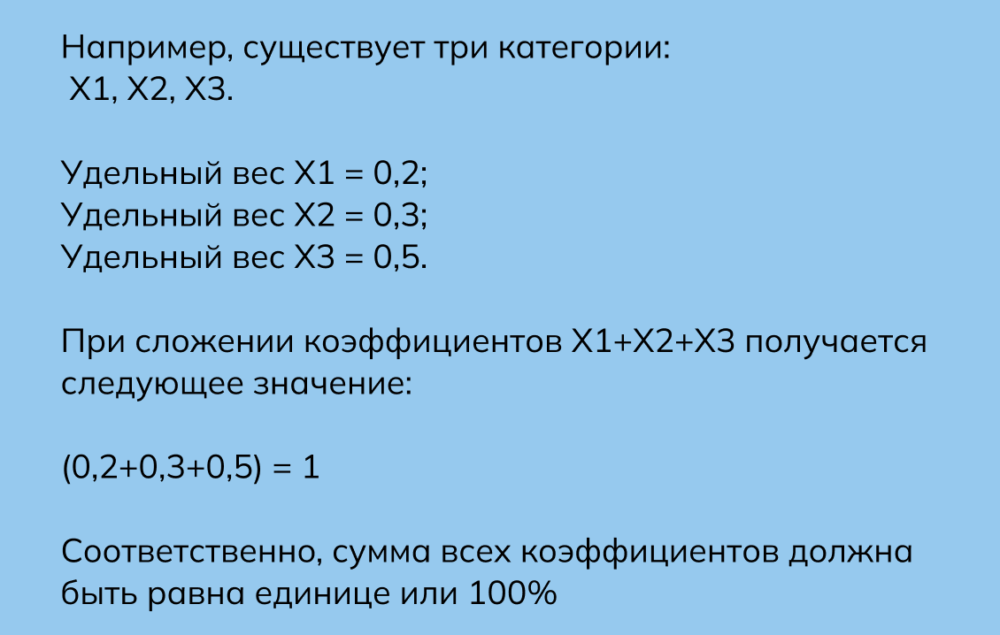 Например, существует три категории:
X1, X2, X3.
Удельный вес X1 = 0,2;
Удельный вес X2 = 0,3;
Удельный вес X3 = 0,5.
При сложении коэффициентов X1+X2+X3 получается
следующее значение:
(0,2+0,3+0,5) = 1
Соответственно, сумма всех коэффициентов должна
быть равна единице или 100%